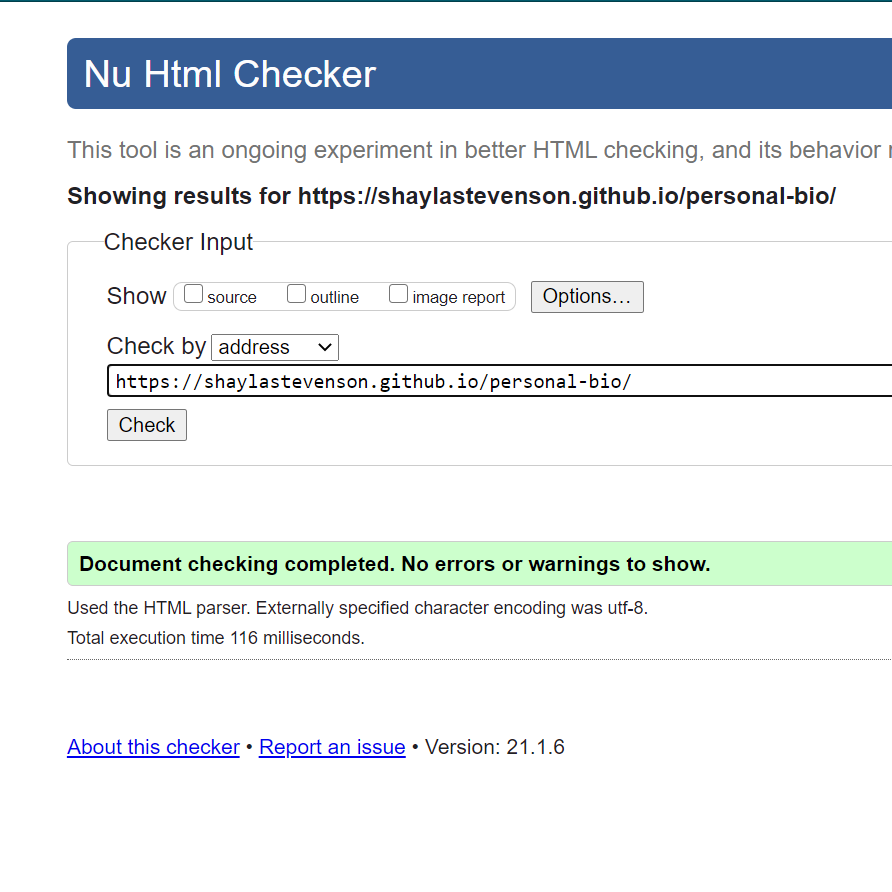 Nu Html Checker
This tool is an ongoing experiment in better HTML checking, and its behavior
Showing results for https://shaylastevenson.github.io/personal-bio/
Checker Input
Show source outline image report Options...
Check by address
https://shaylastevenson.github.io/personal-bio/
Check
Document checking completed. No errors or warnings to show.
Used the HTML parser. Externally specified character encoding was utf-8.
Total execution time 116 milliseconds.
About this checker • Report an issue • Version: 21.1.6